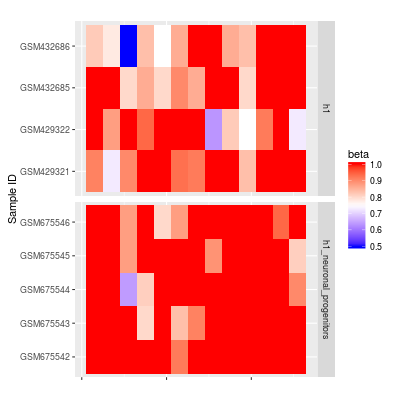 GSM432686
GSM432685
GSM429322
GSM429321
h1
GSM675546
GSM675545
GSM675544
GSM675543
GSM675542
h1_neuronal_progenitors
Sample ID
beta
1.0
0.9
0.8
0.7
0.6
0.5